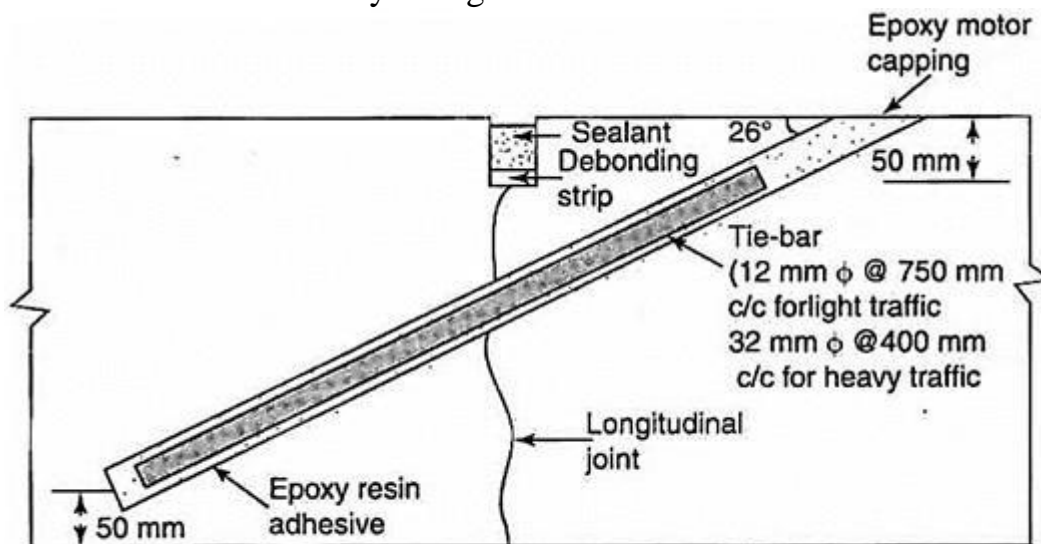 Epoxy motor
capping
Sealant
Debonding
strip
26°
50 mm
Tie-bar
(12 mm ϕ @ 750 mm
c/c forlight traffic
32 mm ϕ @400 mm
c/c for heavy traffic
Longitudinal
joint
Epoxy resin
adhesive
50 mm